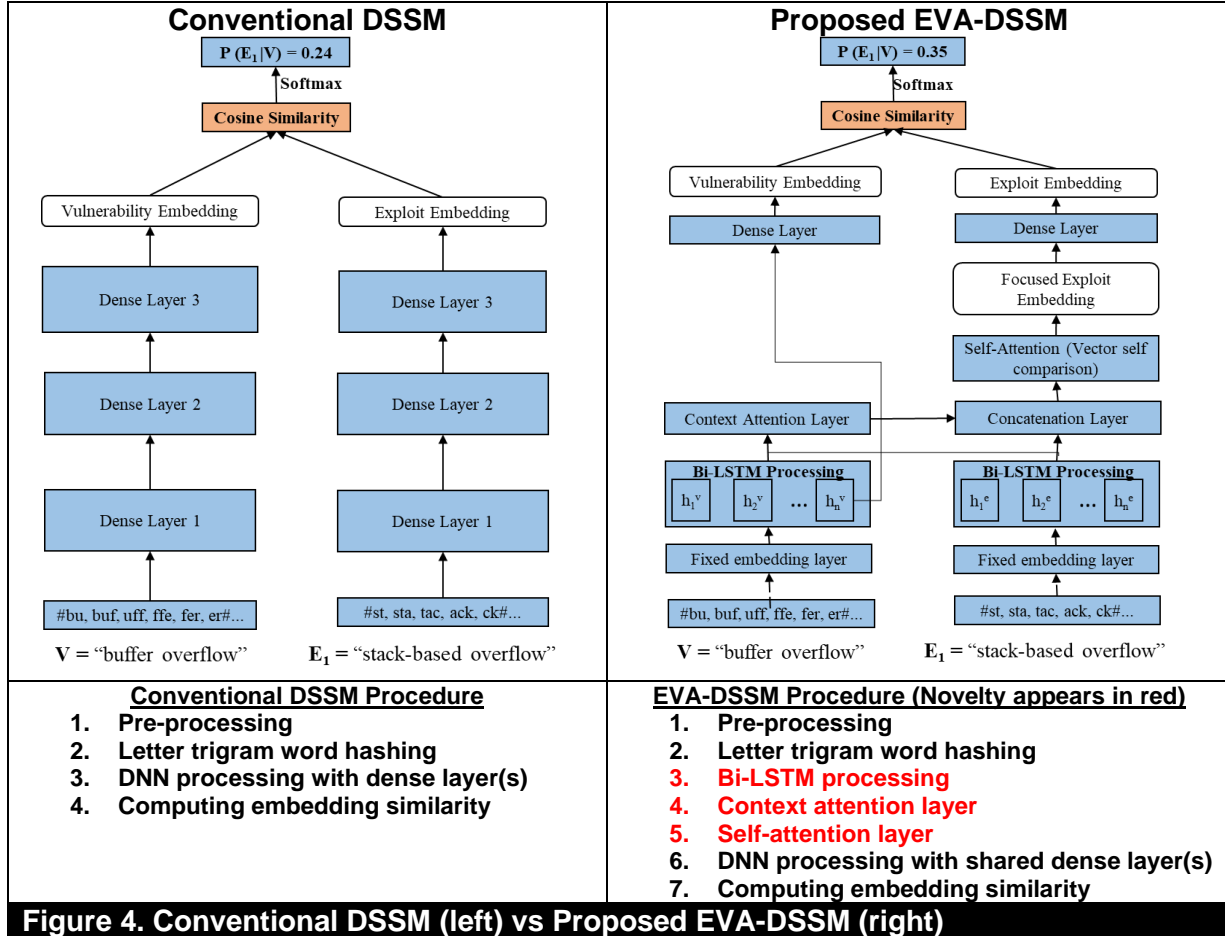 Conventional DSSM
P (E₁|V) = 0.24
Softmax
Cosine Similarity
Vulnerability Embedding
Exploit Embedding
Dense Layer 3
Dense Layer 3
Dense Layer 2
Dense Layer 2
Dense Layer 1
Dense Layer 1
#bu, buf, uff, ffe, fer, er#...
#st, sta, tac, ack, ck#...
V = “buffer overflow”
E₁ = “stack-based overflow”
Proposed EVA-DSSM
P (E₁|V) = 0.35
Softmax
Cosine Similarity
Vulnerability Embedding
Exploit Embedding
Dense Layer
Dense Layer
Focused Exploit
Embedding
Self-Attention (Vector self
comparison)
Context Attention Layer
Concatenation Layer
Bi-LSTM Processing
h₁ᵛ h₂ᵛ ... hₙᵛ
Bi-LSTM Processing
h₁ᵉ h₂ᵉ ... hₙᵉ
Fixed embedding layer
Fixed embedding layer
#bu, buf, uff, ffe, fer, er#...
#st, sta, tac, ack, ck#...
V = “buffer overflow”
E₁ = “stack-based overflow”
Conventional DSSM Procedure
1. Pre-processing
2. Letter trigram word hashing
3. DNN processing with dense layer(s)
4. Computing embedding similarity
EVA-DSSM Procedure (Novelty appears in red)
1. Pre-processing
2. Letter trigram word hashing
3. Bi-LSTM processing
4. Context attention layer
5. Self-attention layer
6. DNN processing with shared dense layer(s)
7. Computing embedding similarity
Figure 4. Conventional DSSM (left) vs Proposed EVA-DSSM (right)